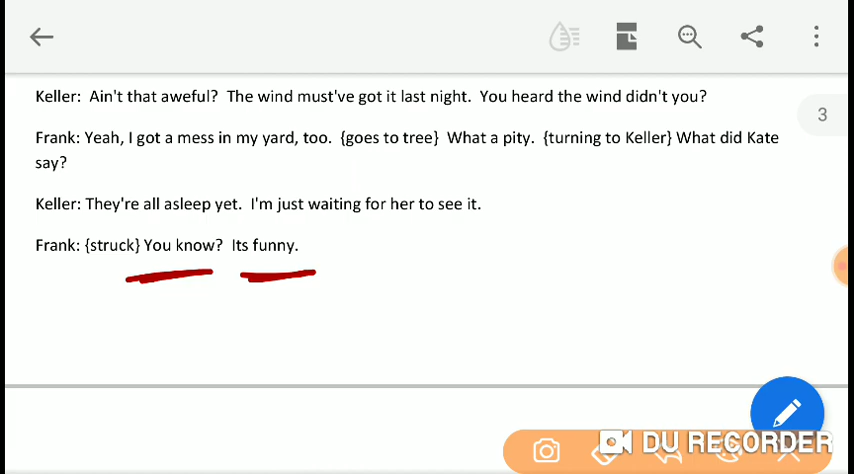 Keller: Ain't that aweful? The wind must've got it last night. You heard the wind didn't you?
3
Frank: Yeah, I got a mess in my yard, too. {goes to tree} What a pity. {turning to Keller} What did Kate
say?
Keller: They're all asleep yet. I'm just waiting for her to see it.
Frank: {struck} You know? Its funny.
DU RECORDER